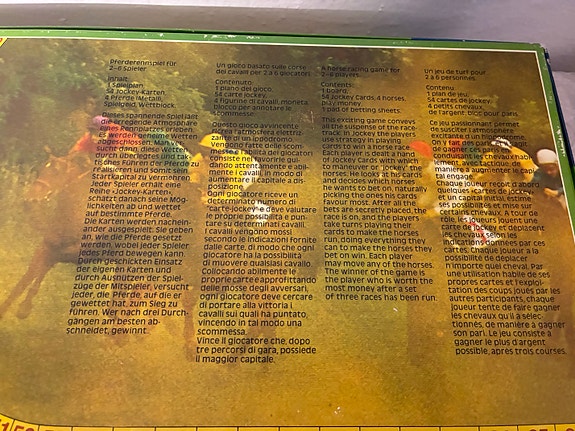 Pferderennspiel für
2–6 Spieler
Inhalt:
1 Spielplan
54 Jockey-Karten
4 Pferde (Metall),
Spielgeld, Wettblock.
Dieses spannende Spiel läßt
die erregende Atmosphäre
eines Rennplatzes
Es werden geheime Wetten
abgeschlossen. Man
sucht dann, diese Wetten
durch überlegtes und tak-
tisches Führen der Pferde zu
realisieren und somit sein
Startkapital zu vermehren.
Jeder Spieler erhält eine
Reihe «Jockey»-Karten,
schätzt danach seine Mög-
lichkeiten ab und wettet
auf bestimmte Pferde.
Die Karten werden nachein-
ander ausgespielt. Sie geben
an, wie die Pferde gesetzt
werden, wobei jeder Spieler
jedes Pferd bewegen kann.
Durch geschickten Einsatz
der eigenen Karten und
durch Ausnützen der Spiel-
züge der Mitspieler, versucht
jeder, die Pferde, auf die er
gewettet hat, zum Sieg zu
führen. Wer nach drei Durch-
gängen am besten ab-
schneidet, gewinnt.
Un gioco basato sulle corse
dei cavalli per 2 a 6 giocatori
Contenuto:
1 piano del gioco,
54 carte jockey,
4 figurine di cavalli, moneta,
blocco per annotare le
scommesse.
Questo gioco avvincente
ricrea l'atmosfera elettriz-
zante di un ippodromo.
Vengono fatte delle scom-
messe e l'abilità dei giocatori
consiste nel favorire gui-
dando attentamente e abil-
mente i cavalli, in modo di
aumentare il capitale a dis-
posizione.
Ogni giocatore riceve un
determinato numero di
carte-jockey e deve valutare
le proprie possibilità e pun-
tare su determinati cavalli.
I cavalli vengono mossi
secondo le indicazioni fornite
dalle carte, di modo che ogni
giocatore ha la possibilità
di muovere qualsiasi cavallo.
Collocando abilmente le
proprie carte e approfittando
delle mosse degli avversari,
ogni giocatore deve cercare
di portare alla vittoria i
cavalli sui quali ha puntato,
vincendo in tal modo una
scommessa.
Vince il giocatore che, dopo
tre percorsi di gara, possiede
il maggior capitale.
A horse racing game for
2–6 players.
Contents:
1 board,
54 Jockey Cards, 4 horses,
play money
1 pad of betting sheets.
This exciting game conveys
all the suspense of the race-
track. In Jockey the players
use strategy in playing
cards to win a horse race.
Each player is dealt a hand
of Jockey Cards with which
to maneuver or "jockey" the
horses. He looks at his cards
and decides which horses
he wants to bet on, naturally
picking the ones his cards
favour most. After all the
bets are secretly placed, the
race is on, and the players
take turns playing their
cards to make the horses
run, doing everything they
can to make the horses they
bet on win. Each player
may move any of the horses.
The winner of the game is
the player who is worth the
most money after a set
of three races has been run.
Un jeu de turf pour
2 à 6 personnes.
Contenu
1 plan de jeu,
54 cartes de jockey,
4 petits chevaux
de l'argent, bloc pour paris.
Ce jeu passionnant permet
de susciter l'atmosphère
excitante d'un hippodrome.
On y fait des paris et
de gagner ces paris en
conduisant les chevaux habile-
ment, avec tactique, de
manière à augmenter le capi-
tal engagé.
Chaque joueur reçoit d'abord
quelques «cartes de jockey»
et un capital initial, estime
ses possibilités et mise sur
certains chevaux. A tour de
rôle, les joueurs jouent une
carte de jockey et déplacent
les chevaux selon les
indications données par ces
cartes. Chaque joueur a la
possibilité de déplacer
n'importe quel cheval. Par
une utilisation habile de ses
propres cartes et l'exploi-
tation des coups joués par les
autres participants, chaque
joueur tente de faire gagner
les chevaux qu'il a sélec-
tionnés, de manière à gagner
son pari. Le jeu consiste à
gagner le plus d'argent
possible, après trois courses.